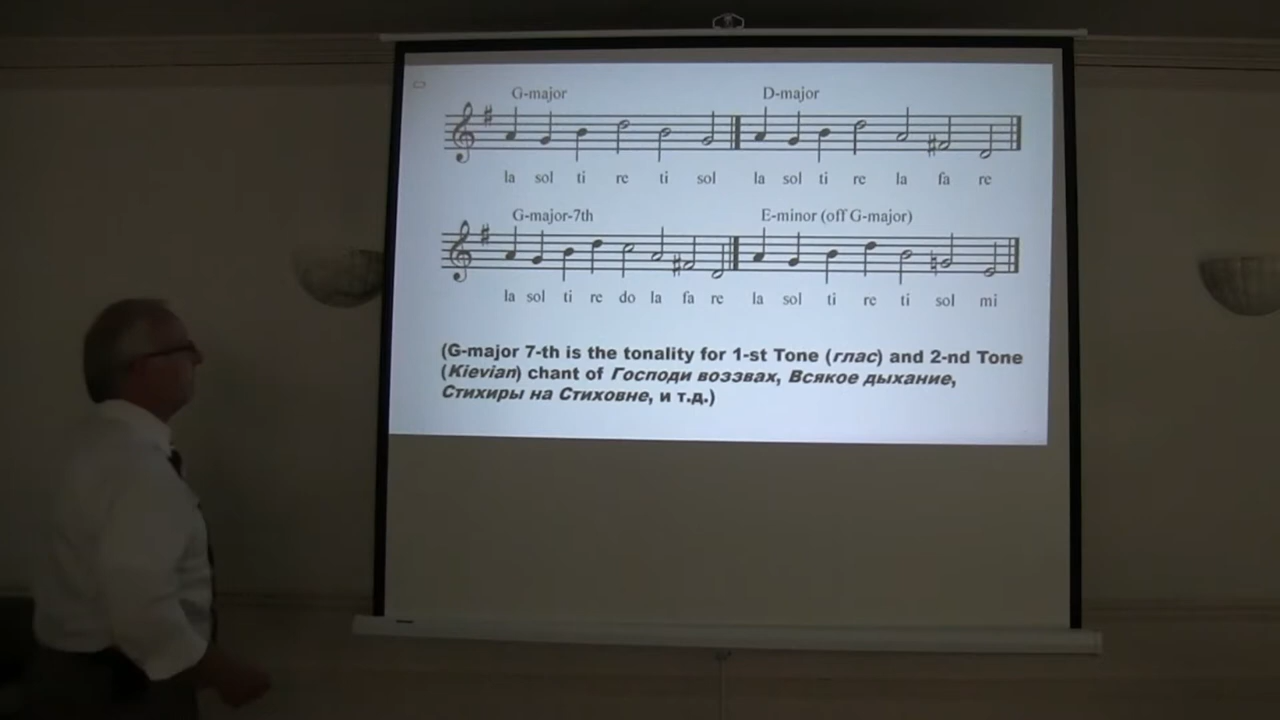 G-major D-major
la sol ti re ti sol la sol ti re la fa re
G-major-7th E-minor (off G-major)
la sol ti re do la fa re la sol ti re ti sol mi
(G-major 7-th is the tonality for 1-st Tone (глас) and 2-nd Tone
(Kievian) chant of Господи воззвах, Всякое дыхание,
Стихиры на Стиховне, и т.д.)